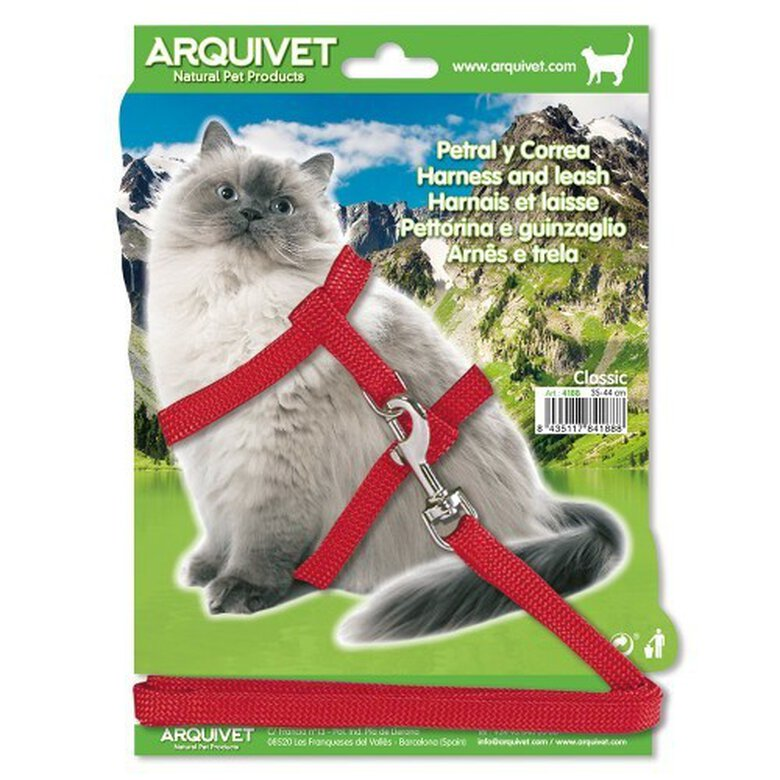 ARQUIVET
Natural Pet Products
www.arquivet.com
Petral y Correa
Harness and leash
Harnais et laisse
Pettorina e guinzaglio
Arnês e trela
Classic
Art.: 4188 35-44 cm
8 435117 841888
ARQUIVET
Natural Pet Products
08520 Les Franqueses del Vallès - Barcelona (Spain)
info@arquivet.com / www.arquivet.com